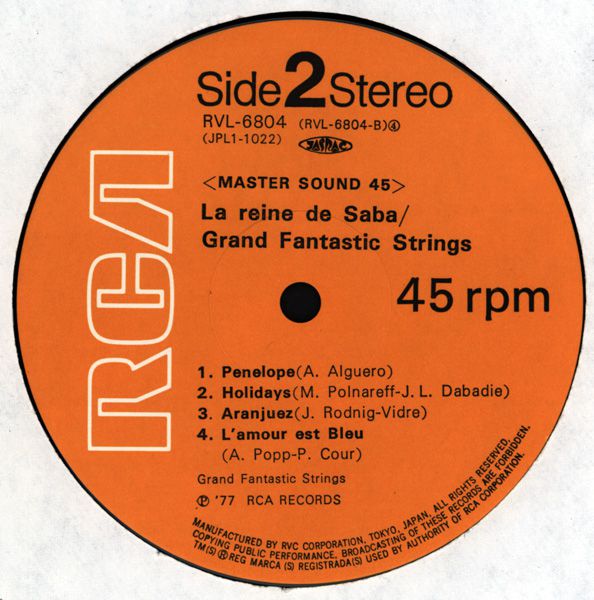 Side 2 Stereo
RVL-6804 (RVL-6804-B)④
(JPL1-1022) JASRAC
<MASTER SOUND 45>
La reine de Saba/
Grand Fantastic Strings
RCA
45 rpm
1. Penelope(A. Alguero)
2. Holidays(M. Polnareff-J. L. Dabadie)
3. Aranjuez(J. Rodnig-Vidre)
4. L'amour est Bleu
(A. Popp-P. Cour)
Grand Fantastic Strings
℗ '77 RCA RECORDS
MANUFACTURED BY RVC CORPORATION, TOKYO, JAPAN, ALL RIGHTS RESERVED,
COPYING PUBLIC PERFORMANCE, BROADCASTING OF THESE RECORDS ARE FORBIDDEN,
TM(S) ® REG MARCA (S) REGISTRADA(S) USED BY AUTHORITY OF RCA CORPORATION.